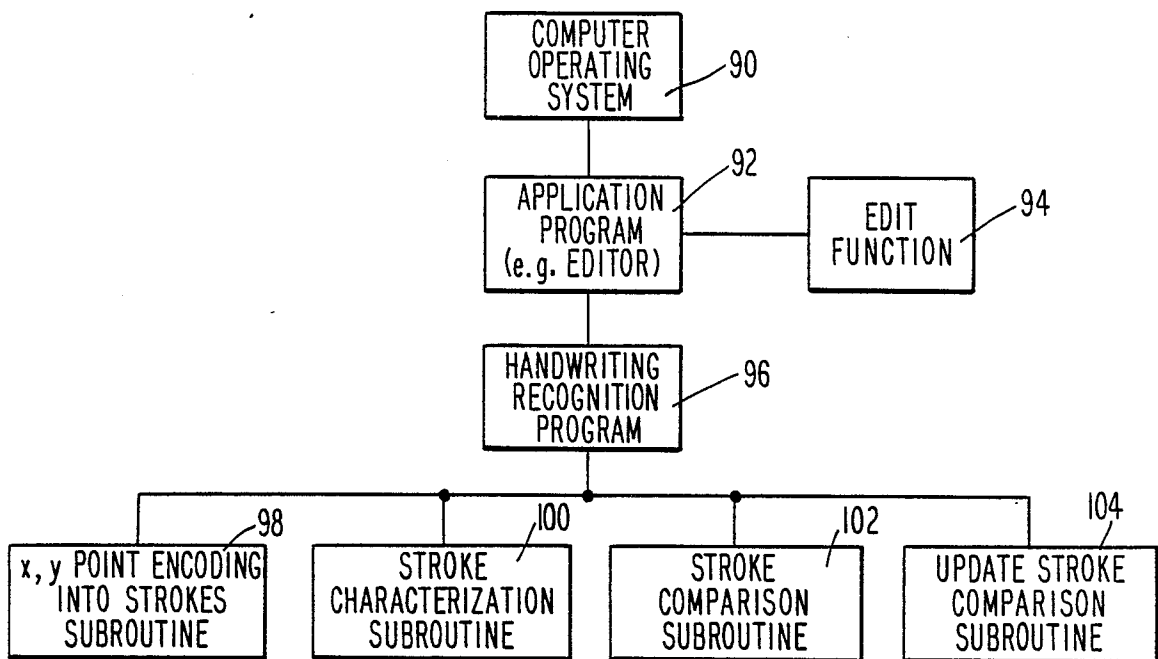 COMPUTER
OPERATING
SYSTEM
90
APPLICATION
PROGRAM
(e.g. EDITOR)
92
EDIT
FUNCTION
94
HANDWRITING
RECOGNITION
PROGRAM
96
x, y POINT ENCODING
INTO STROKES
SUBROUTINE
98
STROKE
CHARACTERIZATION
SUBROUTINE
100
STROKE
COMPARISON
SUBROUTINE
102
UPDATE STROKE
COMPARISON
SUBROUTINE
104